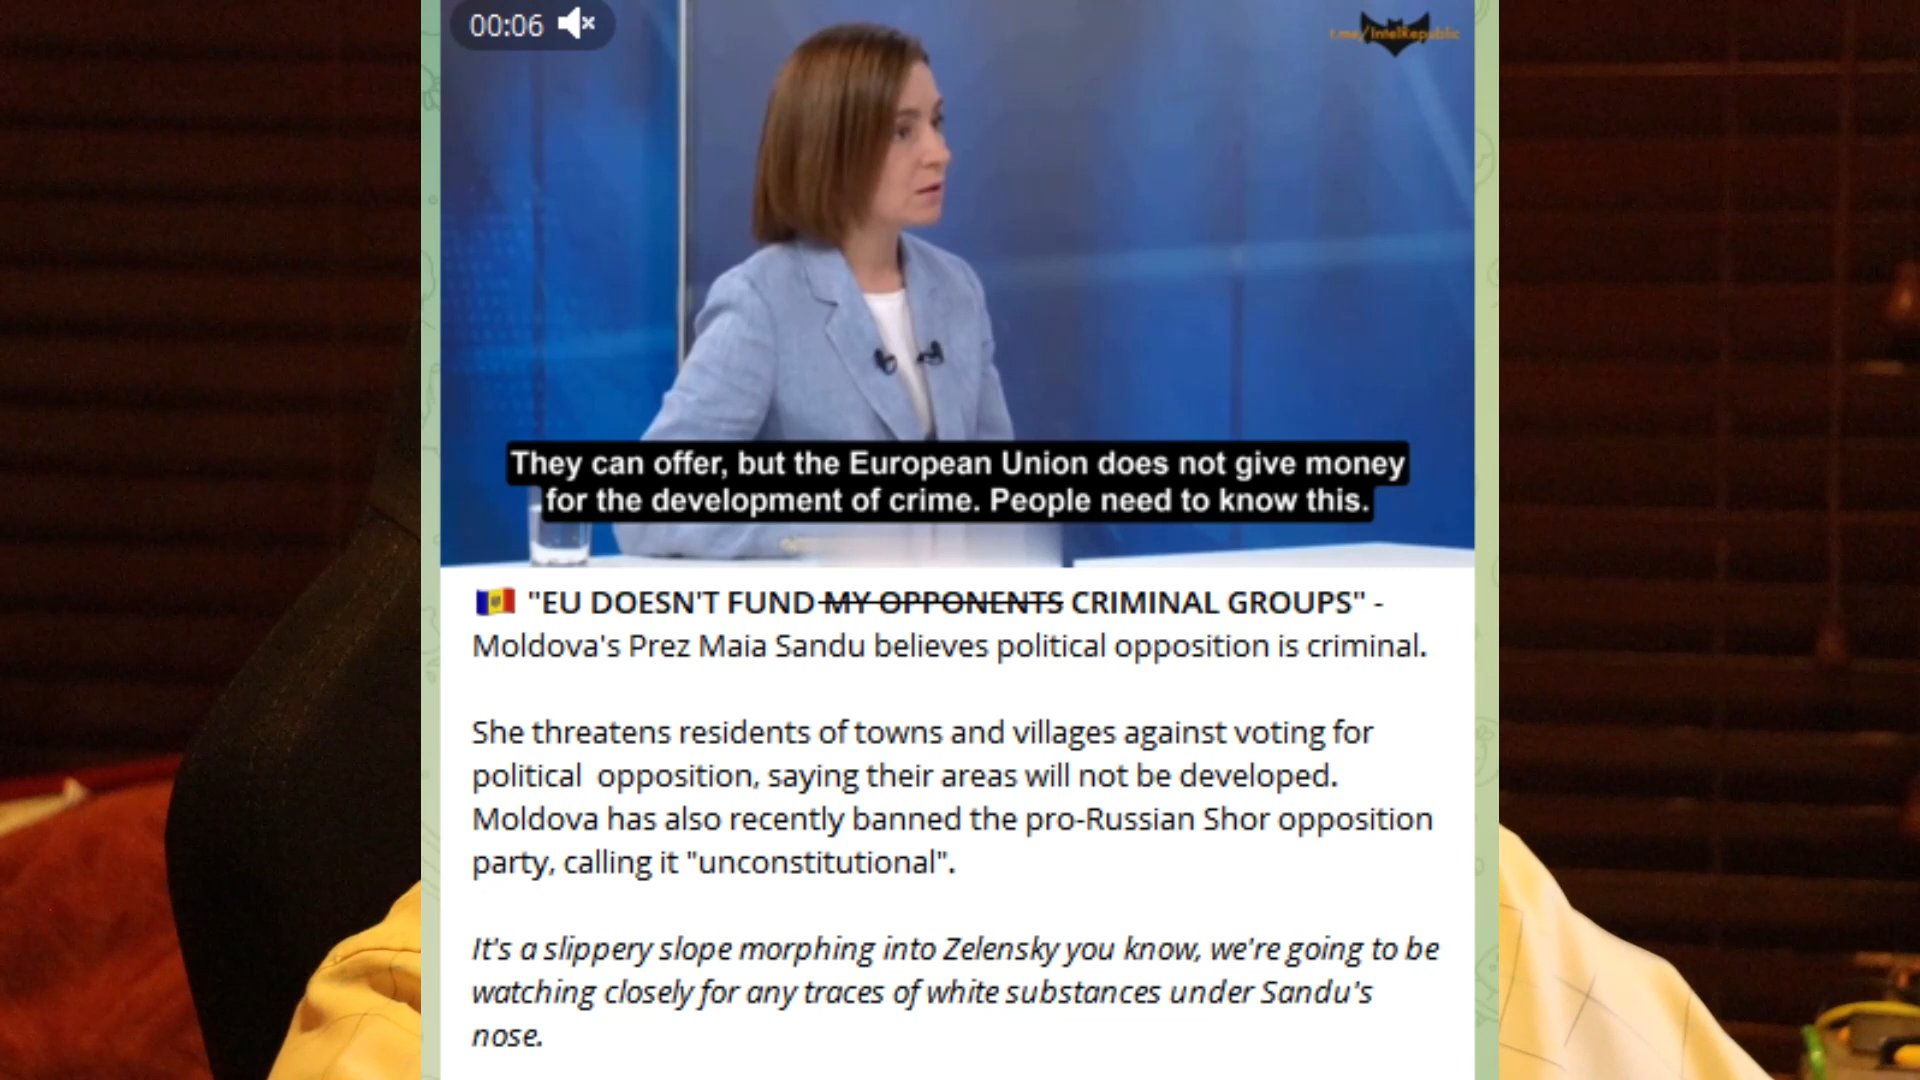 00:06
t.me/IntelRepublic
They can offer, but the European Union does not give money
for the development of crime. People need to know this.
"EU DOESN'T FUND MY OPPONENTS CRIMINAL GROUPS" -
Moldova's Prez Maia Sandu believes political opposition is criminal.
She threatens residents of towns and villages against voting for
political opposition, saying their areas will not be developed.
Moldova has also recently banned the pro-Russian Shor opposition
party, calling it "unconstitutional".
It's a slippery slope morphing into Zelensky you know, we're going to be
watching closely for any traces of white substances under Sandu's
nose.